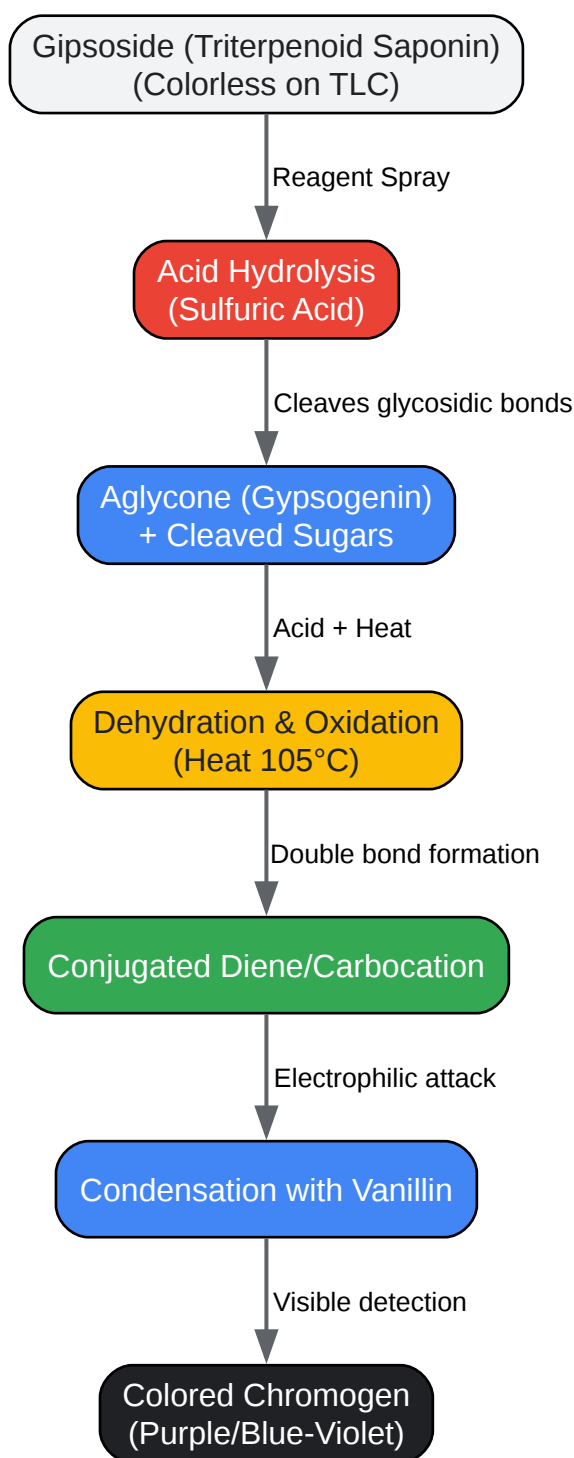 Gipsoside (Triterpenoid Saponin)
(Colorless on TLC)
Reagent Spray
Acid Hydrolysis
(Sulfuric Acid)
Cleaves glycosidic bonds
Aglycone (Gypsogenin)
+ Cleaved Sugars
Acid + Heat
Dehydration & Oxidation
(Heat 105°C)
Double bond formation
Conjugated Diene/Carbocation
Electrophilic attack
Condensation with Vanillin
Visible detection
Colored Chromogen
(Purple/Blue-Violet)